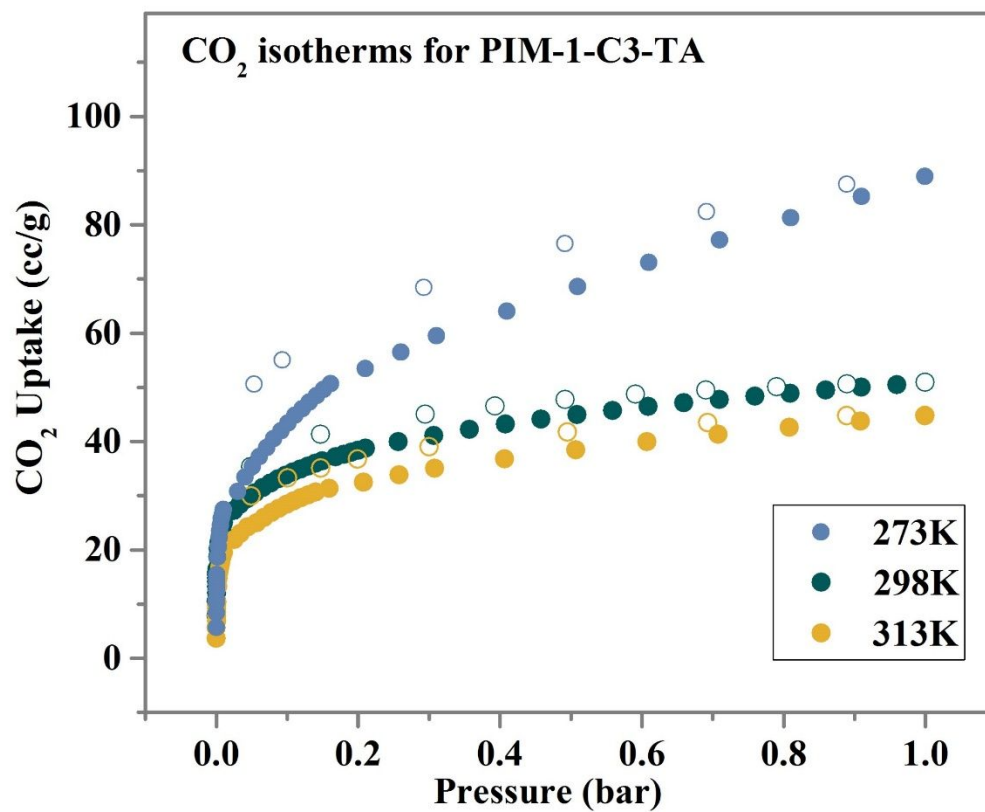 CO₂ isotherms for PIM-1-C3-TA
100
80
60
40
20
0
CO₂ Uptake (cc/g)
273K
298K
313K
0.0 0.2 0.4 0.6 0.8 1.0
Pressure (bar)